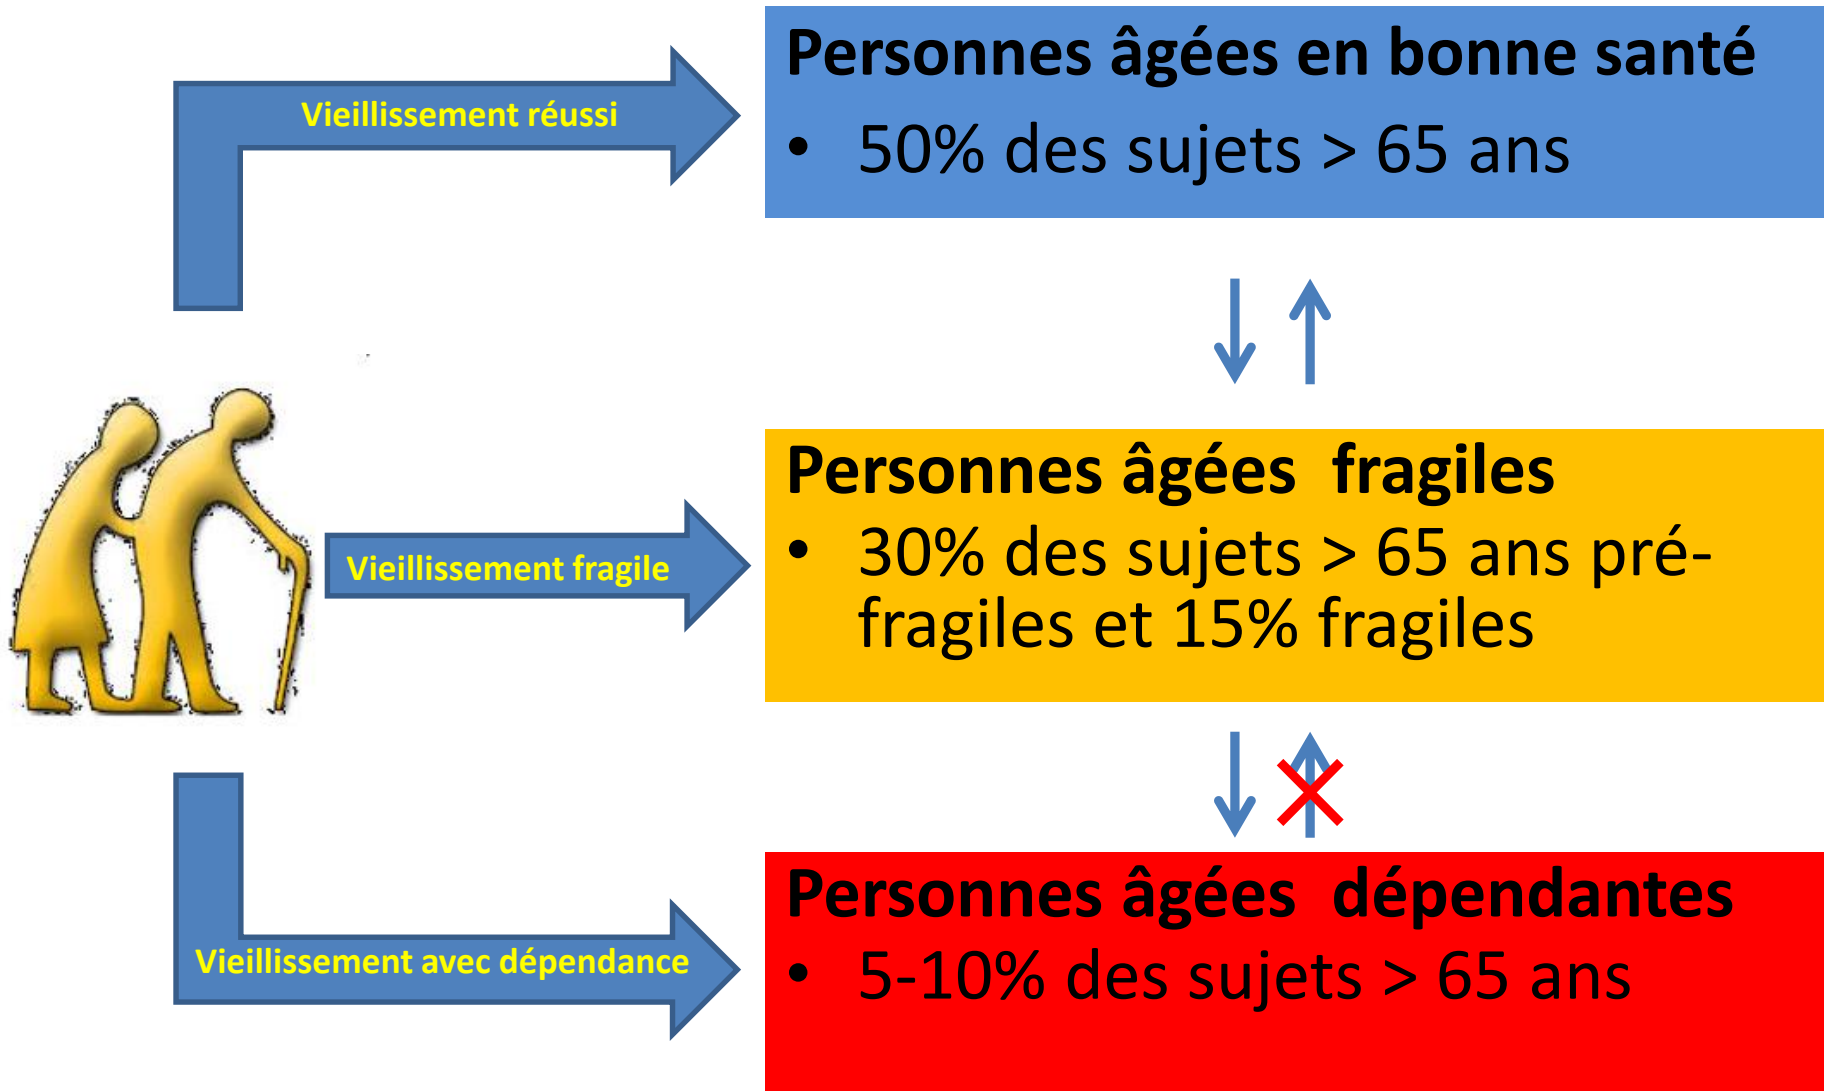 Personnes âgées en bonne santé
Vieillissement réussi
• 50% des sujets > 65 ans
Personnes âgées  fragiles
Vieillissement fragile
• 30% des sujets > 65 ans pré-
fragiles et 15% fragiles
Personnes âgées  dépendantes
Vieillissement avec dépendance
• 5-10% des sujets > 65 ans